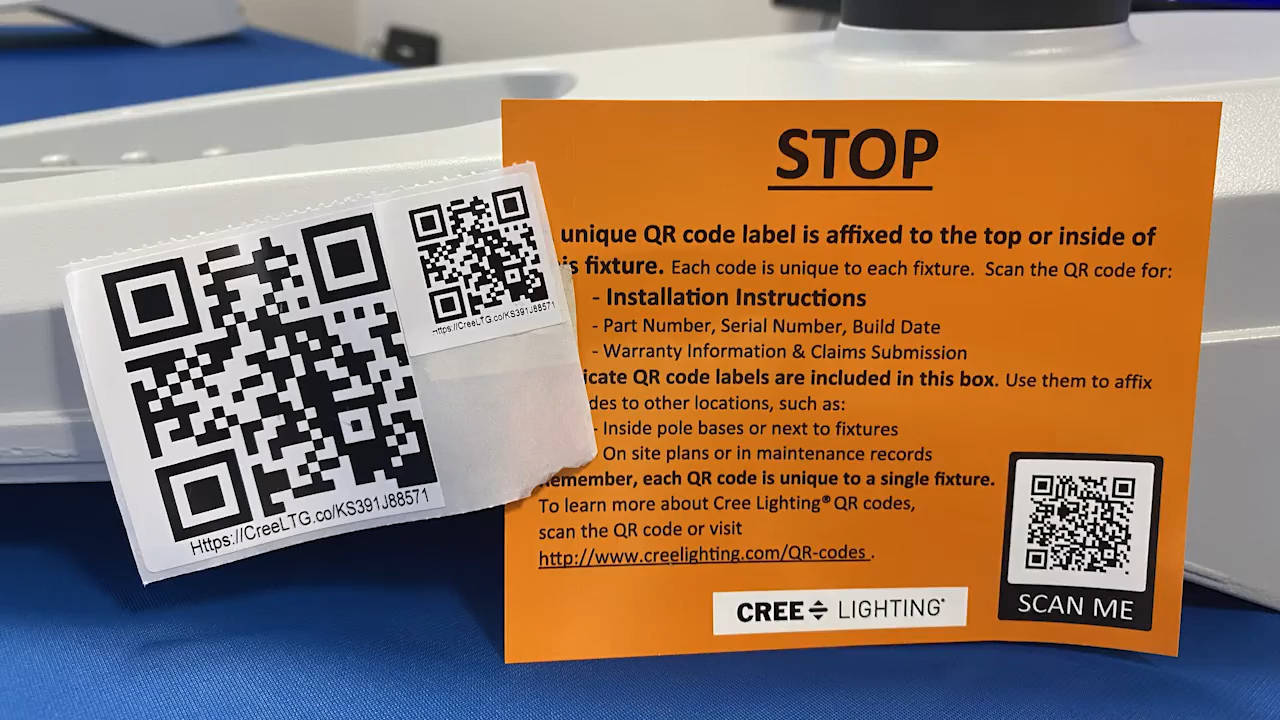 STOP
unique QR code label is affixed to the top or inside of
fixture. Each code is unique to each fixture. Scan the QR code for:
- Installation Instructions
- Part Number, Serial Number, Build Date
- Warranty Information & Claims Submission
QR code labels are included in this box. Use them to affix
to other locations, such as:
- Inside pole bases or next to fixtures
- On site plans or in maintenance records
Remember, each QR code is unique to a single fixture.
To learn more about Cree Lighting® QR codes,
scan the QR code or visit
http://www.creelighting.com/QR-codes .
CREE LIGHTING
SCAN ME
Https://CreeLTG.co/KS391J88571
Https://CreeLTG.co/KS391J88571